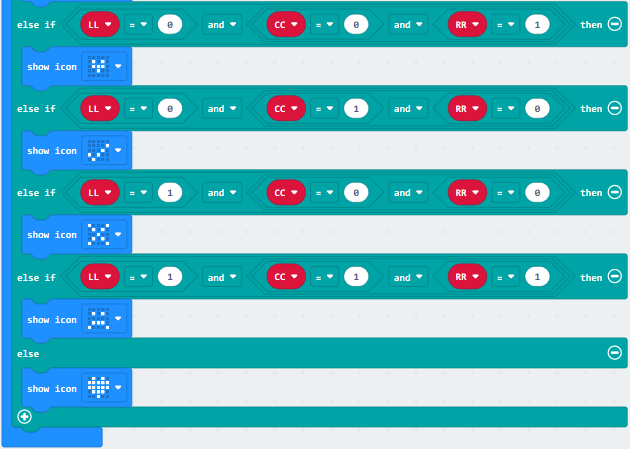 else if LL = 0 and CC = 0 and RR = 1 then
show icon
else if LL = 0 and CC = 1 and RR = 0 then
show icon
else if LL = 1 and CC = 0 and RR = 0 then
show icon
else if LL = 1 and CC = 1 and RR = 1 then
show icon
else
show icon